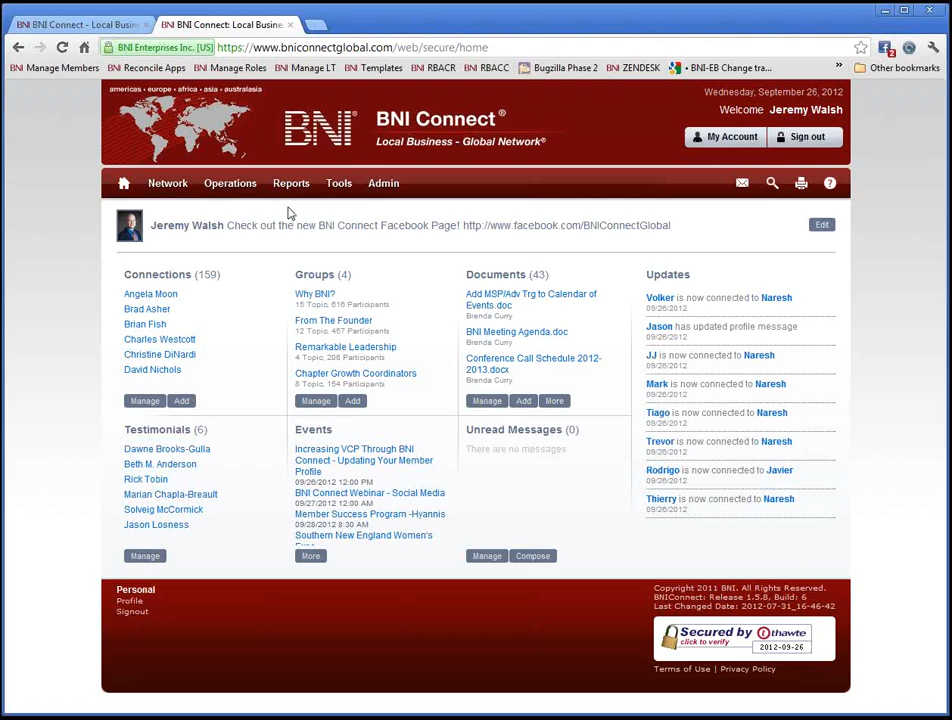 BNI BNI Connect - Local Busin
BNI BNI Connect: Local Busine
BNI Enterprises Inc. [US] https://www.bniconnectglobal.com/web/secure/home
BNI Manage Members BNI Reconcile Apps BNI Manage Roles BNI Manage LT BNI Templates BNI RBACR BNI RBACC Bugzilla Phase 2 BNI ZENDESK BNI-EB Change tra... » Other bookmarks
americas • europe • africa • asia • australasia
Wednesday, September 26, 2012
Welcome Jeremy Walsh
BNI® BNI Connect®
Local Business - Global Network®
My Account Sign out
Network Operations Reports Tools Admin
Jeremy Walsh Check out the new BNI Connect Facebook Page! http://www.facebook.com/BNIConnectGlobal
Edit
Connections (159)
Angela Moon
Brad Asher
Brian Fish
Charles Westcott
Christine DiNardi
David Nichols
Manage Add
Groups (4)
Why BNI?
15 Topic, 616 Participants
From The Founder
12 Topic, 457 Participants
Remarkable Leadership
4 Topic, 208 Participants
Chapter Growth Coordinators
8 Topic, 154 Participants
Manage Add
Documents (43)
Add MSP/Adv Trg to Calendar of
Events.doc
Brenda Curry
BNI Meeting Agenda.doc
Brenda Curry
Conference Call Schedule 2012-
2013.docx
Brenda Curry
Manage Add More
Updates
Volker is now connected to Naresh
09/26/2012
Jason has updated profile message
09/26/2012
JJ is now connected to Naresh
09/26/2012
Mark is now connected to Naresh
09/26/2012
Tiago is now connected to Naresh
09/26/2012
Trevor is now connected to Naresh
09/26/2012
Rodrigo is now connected to Javier
09/26/2012
Thierry is now connected to Naresh
09/26/2012
Testimonials (6)
Dawne Brooks-Gulla
Beth M. Anderson
Rick Tobin
Marian Chapla-Breault
Solveig McCormick
Jason Losness
Manage
Events
Increasing VCP Through BNI
Connect - Updating Your Member
Profile
09/26/2012 12:00 PM
BNI Connect Webinar - Social Media
09/27/2012 12:00 PM
Member Success Program -Hyannis
09/28/2012 8:30 AM
Southern New England Women's
More
Unread Messages (0)
There are no messages
Manage Compose
Personal
Profile
Signout
Copyright 2011 BNI. All Rights Reserved.
BNIConnect: Release 1.5.8, Build: 6
Last Changed Date: 2012-07-31_16-46-42
Secured by thawte
click to verify
2012-09-26
Terms of Use | Privacy Policy